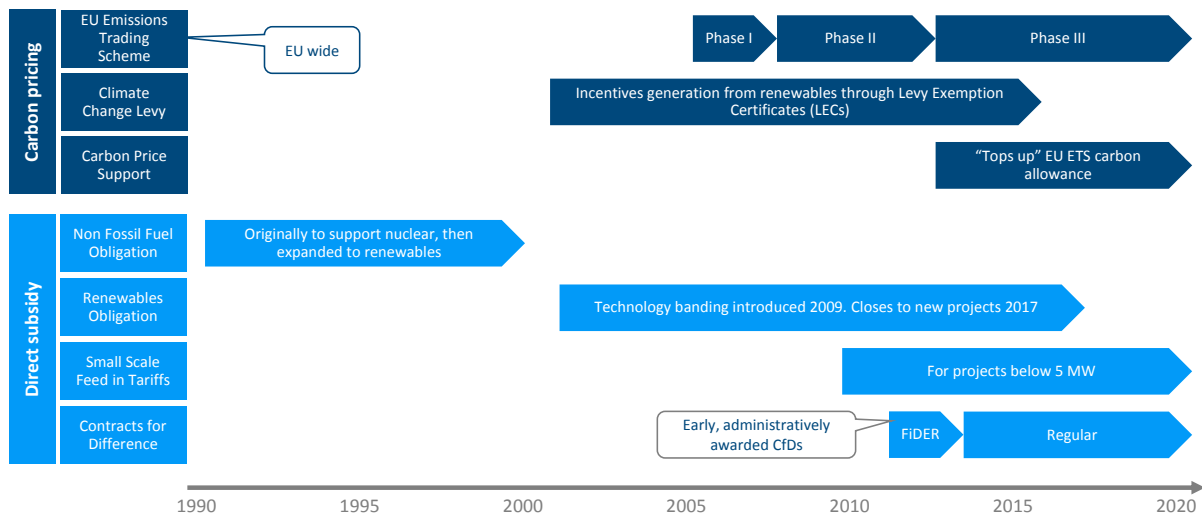 Carbon pricing
EU Emissions
Trading
Scheme
EU wide
Phase I
Phase II
Phase III
Climate
Change Levy
Incentives generation from renewables through Levy Exemption
Certificates (LECs)
Carbon Price
Support
“Tops up” EU ETS carbon
allowance
Direct subsidy
Non Fossil Fuel
Obligation
Originally to support nuclear, then
expanded to renewables
Renewables
Obligation
Technology banding introduced 2009. Closes to new projects 2017
Small Scale
Feed in Tariffs
For projects below 5 MW
Contracts for
Difference
Early, administratively
awarded CfDs
FiDER
Regular
1990
1995
2000
2005
2010
2015
2020